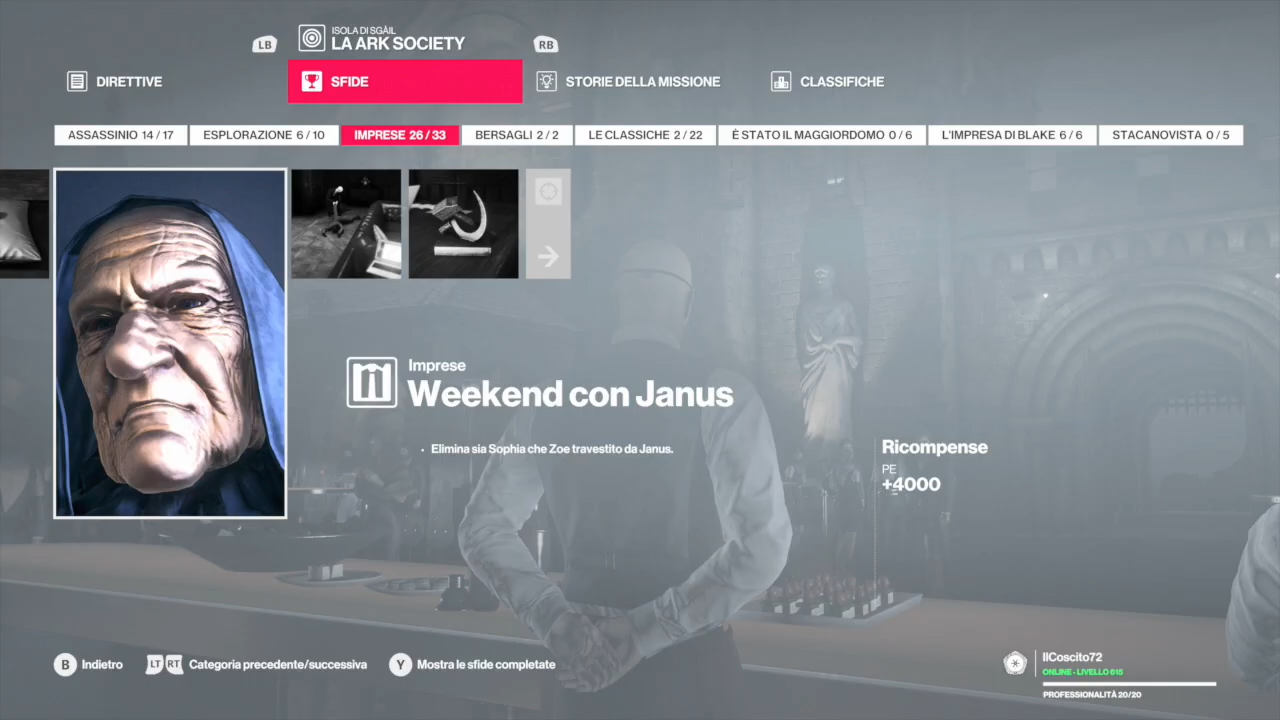 LB
ISOLA DI SGÀIL
LA ARK SOCIETY
RB
DIRETTIVE
SFIDE
STORIE DELLA MISSIONE
CLASSIFICHE
ASSASSINIO 14 / 17
ESPLORAZIONE 6 / 10
IMPRESE 26 / 33
BERSAGLI 2 / 2
LE CLASSICHE 2 / 22
È STATO IL MAGGIORDOMO 0 / 6
L'IMPRESA DI BLAKE 6 / 6
STACANOVISTA 0 / 5
Imprese
Weekend con Janus
• Elimina sia Sophia che Zoe travestito da Janus.
Ricompense
PE
+4000
B Indietro
LT RT Categoria precedente/successiva
Y Mostra le sfide completate
IlCoscito72
ONLINE - LIVELLO 615
PROFESSIONALITÀ 20/20